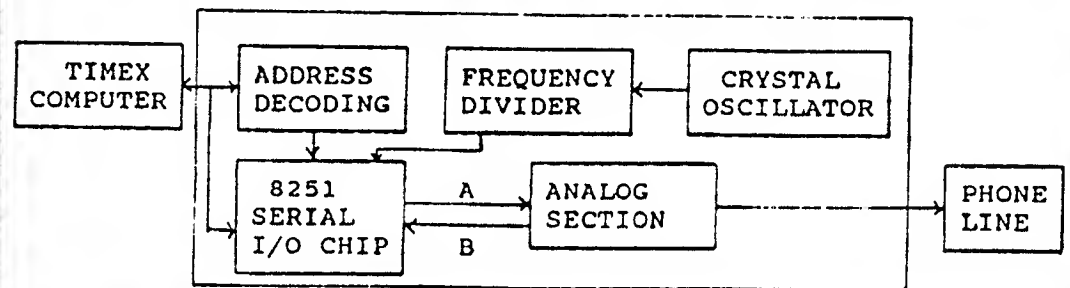 TIMEX
COMPUTER
ADDRESS
DECODING
FREQUENCY
DIVIDER
CRYSTAL
OSCILLATOR
8251
SERIAL
I/O CHIP
A
B
ANALOG
SECTION
PHONE
LINE